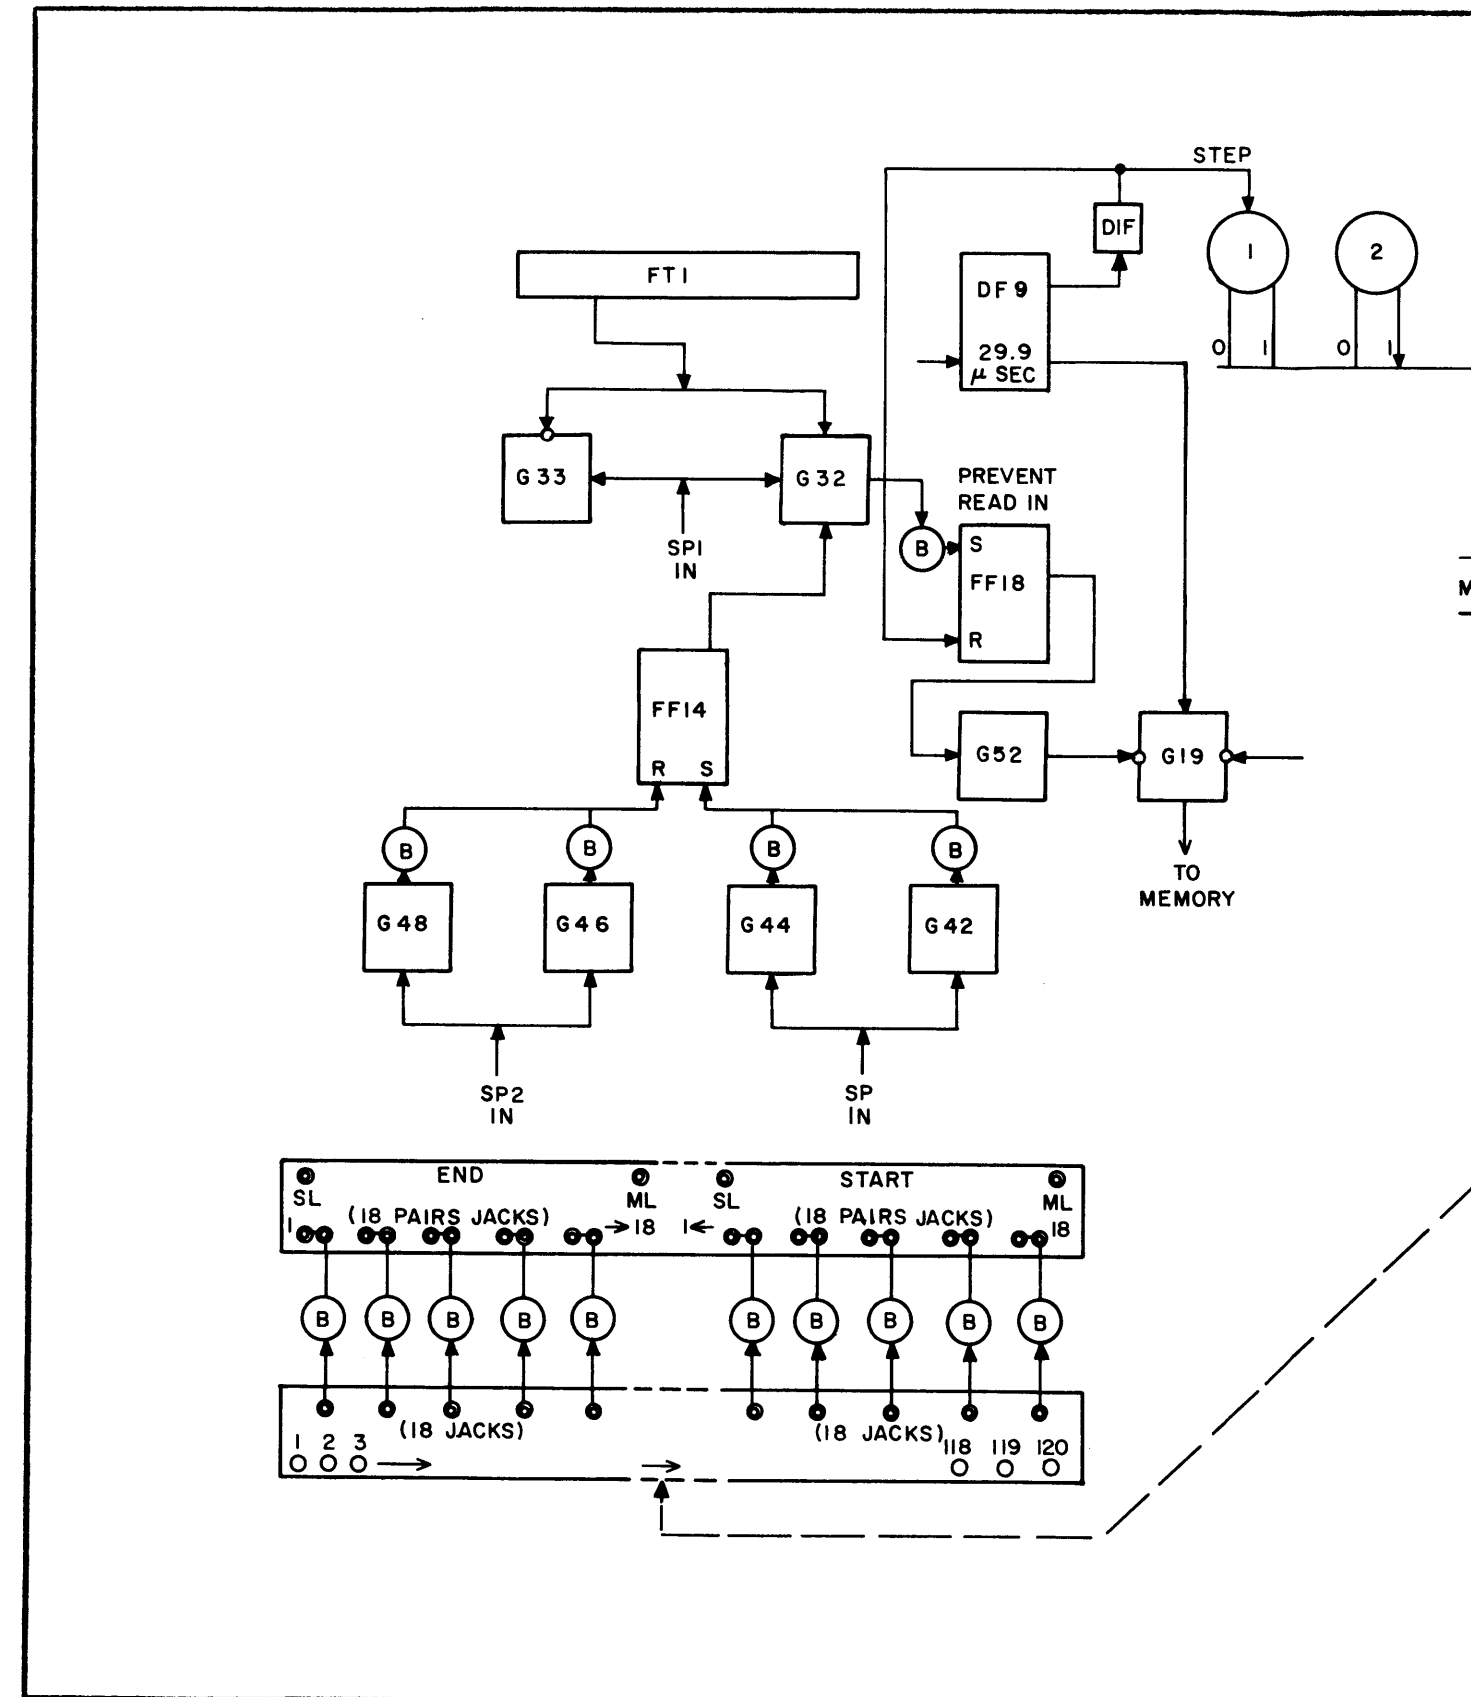 STEP
DIF
1
2
FT1
DF9
29.9
μ SEC
0 1
0 1
G33
G32
PREVENT
READ IN
SP1
IN
B
S
FF18
R
FF14
R S
G52
G19
B
B
B
B
TO
MEMORY
G48
G46
G44
G42
SP2
IN
SP
IN
END
START
SL
ML
SL
ML
1
(18 PAIRS JACKS)
18
1
(18 PAIRS JACKS)
18
B
B
B
B
B
B
B
B
B
B
(18 JACKS)
(18 JACKS)
1 2 3
118 119 120